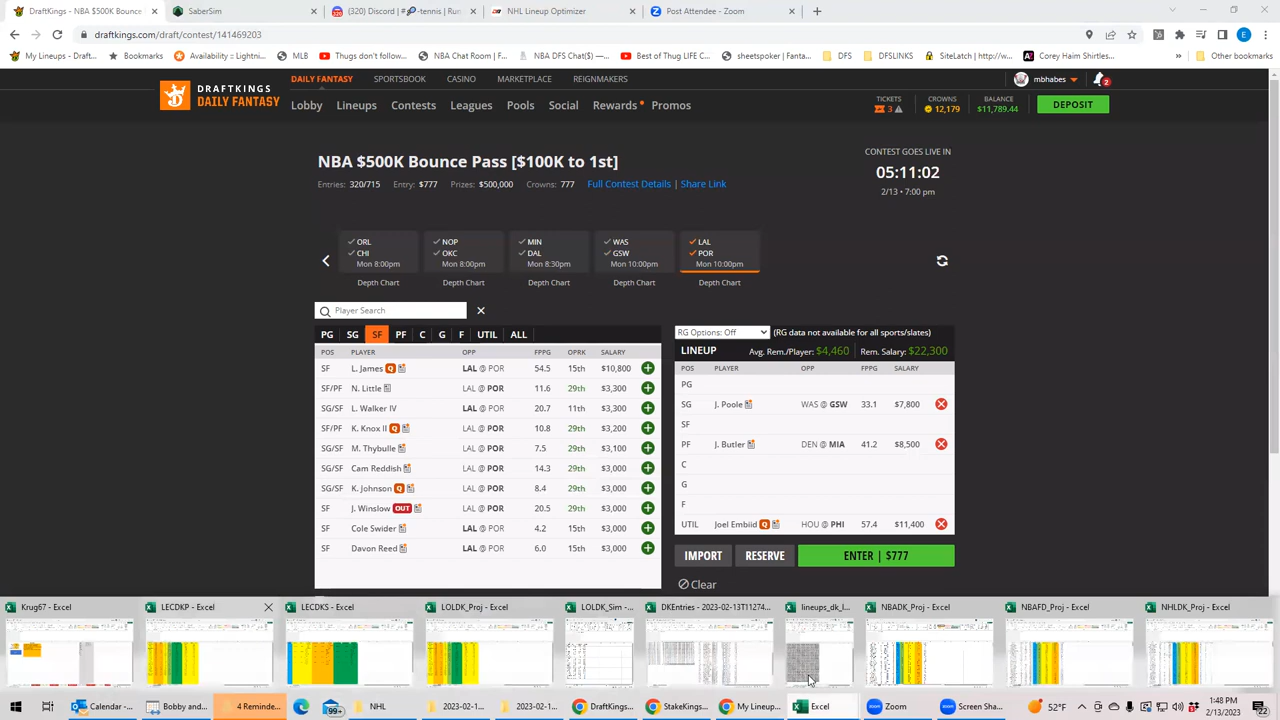 DraftKings - NBA $500K Bounce
SaberSim
(320) Discord | #🎾-tennis | Run
NHL Lineup Optimizer
Post Attendee - Zoom
draftkings.com/draft/contest/141469203
My Lineups - Draft...
Bookmarks
Availability = Lightni...
MLB
Thugs don't follow...
NBA Chat Room | F...
NBA DFS Chat($) -...
Best of Thug LIFE C...
sheetspoker | Fanta...
DFS
DFSLINKS
SiteLatch | http://w...
Corey Haim Shirtles...
»
Other bookmarks
DRAFTKINGS
DAILY FANTASY
DAILY FANTASY
SPORTSBOOK
CASINO
MARKETPLACE
REIGNMAKERS
mbhabes
2
Lobby
Lineups
Contests
Leagues
Pools
Social
Rewards
Promos
TICKETS
3
CROWNS
12,179
BALANCE
$11,789.44
DEPOSIT
NBA $500K Bounce Pass [$100K to 1st]
Entries: 320/715 Entry: $777 Prizes: $500,000 Crowns: 777 Full Contest Details | Share Link
CONTEST GOES LIVE IN
05:11:02
2/13 • 7:00 pm
ORL
CHI
Mon 8:00pm
Depth Chart
NOP
OKC
Mon 8:00pm
Depth Chart
MIN
DAL
Mon 8:30pm
Depth Chart
WAS
GSW
Mon 10:00pm
Depth Chart
LAL
POR
Mon 10:00pm
Depth Chart
Player Search
PG SG SF PF C G F UTIL ALL
POS PLAYER OPP FPPG OPRK SALARY
SF L. James Q LAL @ POR 54.5 15th $10,800
SF/PF N. Little LAL @ POR 11.6 29th $3,300
SG/SF L. Walker IV LAL @ POR 20.7 11th $3,300
SF/PF K. Knox II Q LAL @ POR 10.8 29th $3,200
SG/SF M. Thybulle LAL @ POR 7.5 29th $3,100
SG/SF Cam Reddish LAL @ POR 14.3 29th $3,000
SG/SF K. Johnson Q LAL @ POR 8.4 29th $3,000
SF J. Winslow OUT LAL @ POR 20.5 29th $3,000
SF Cole Swider LAL @ POR 4.2 15th $3,000
SF Davon Reed LAL @ POR 6.0 15th $3,000
RG Options: Off (RG data not available for all sports/slates)
LINEUP Avg. Rem./Player: $4,460 Rem. Salary: $22,300
POS PLAYER OPP FPPG SALARY
PG
SG J. Poole WAS @ GSW 33.1 $7,800
SF
PF J. Butler DEN @ MIA 41.2 $8,500
C
G
F
UTIL Joel Embiid Q HOU @ PHI 57.4 $11,400
IMPORT
RESERVE
ENTER | $777
Clear
Krug67 - Excel
LECDKP - Excel
LECDKS - Excel
LOLDK_Proj - Excel
LOLDK_Sim -...
DKEntries - 2023-02-13T11274...
lineups_dk_l...
NBADK_Proj - Excel
NBAFD_Proj - Excel
NHLDK_Proj - Excel
Calendar -...
Bobby and...
4 Reminde...
99+
NHL
2023-02-1...
2023-02-1...
DraftKings...
StakeKings...
My Lineup...
Excel
Zoom
Screen Sha...
52°F
1:48 PM
2/13/2023
22